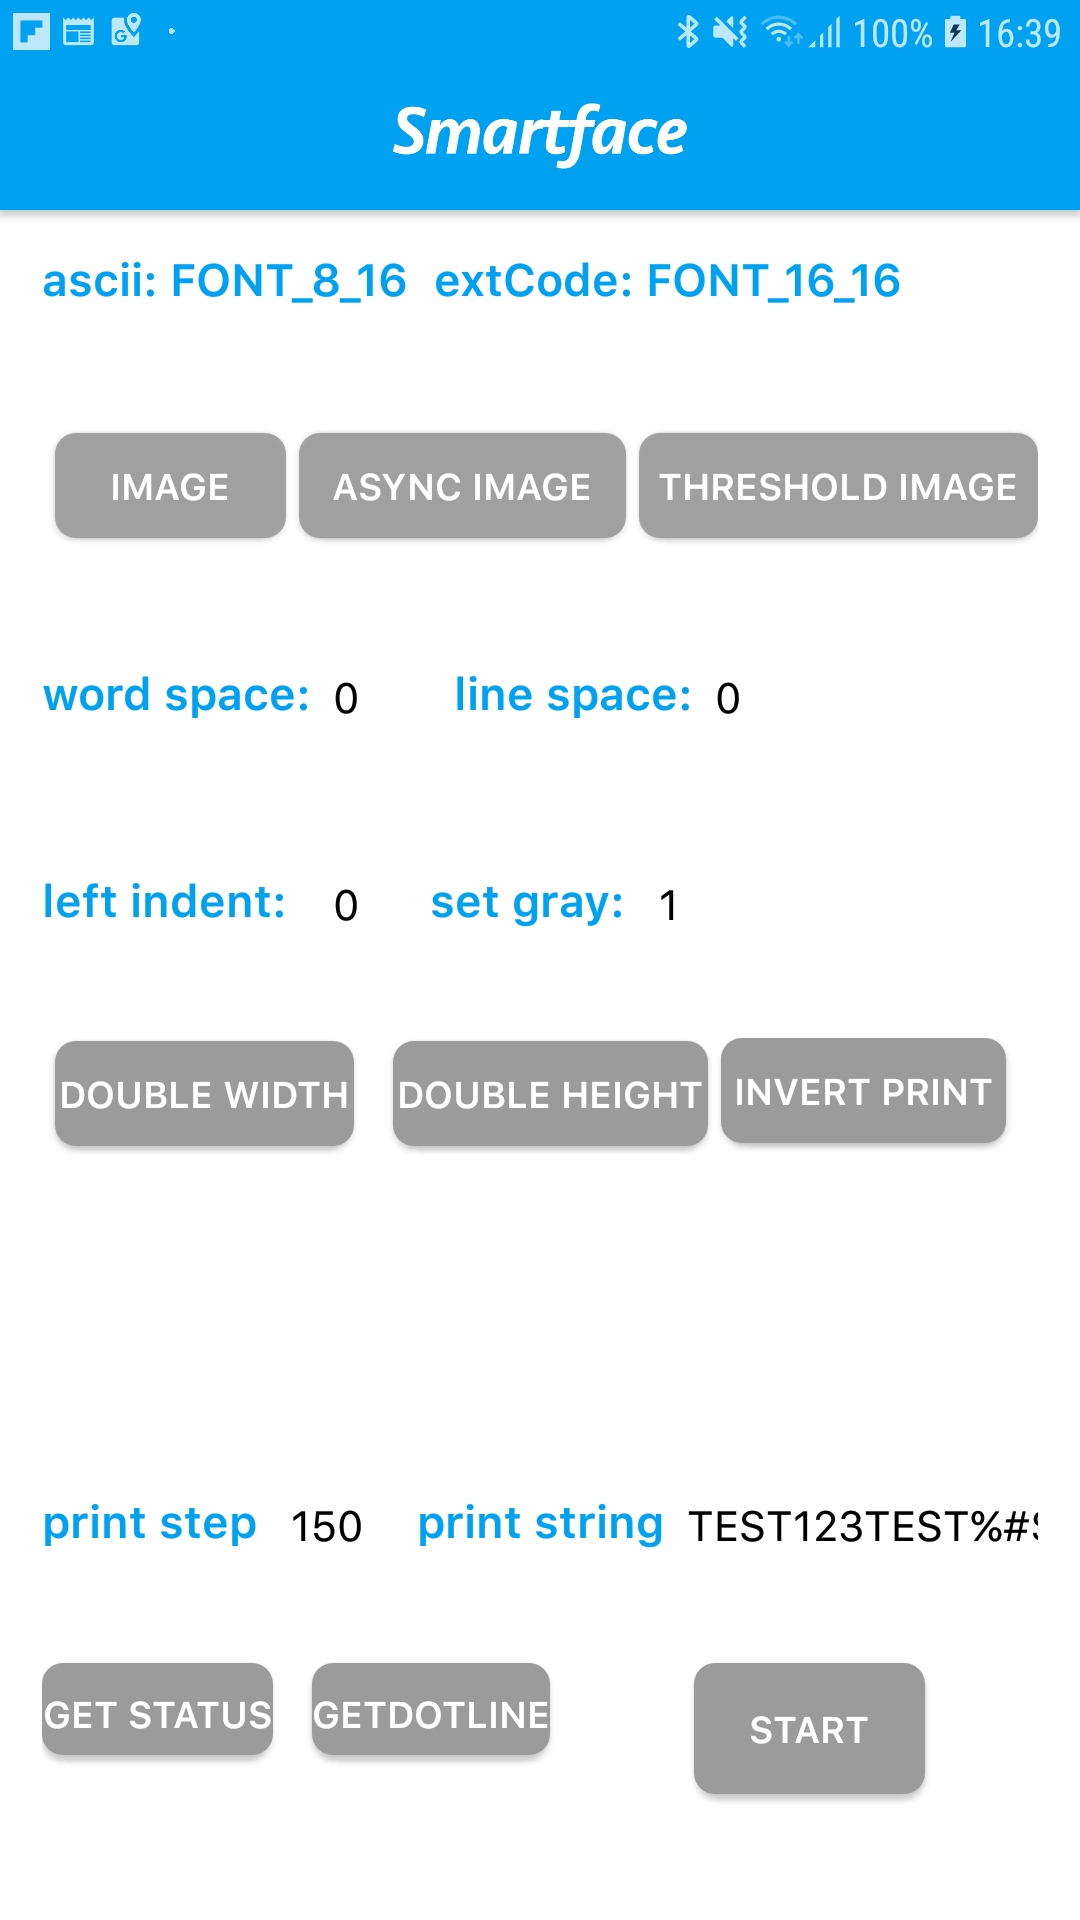 100% 16:39
Smartface
ascii: FONT_8_16 extCode: FONT_16_16
IMAGE ASYNC IMAGE THRESHOLD IMAGE
word space: 0 line space: 0
left indent: 0 set gray: 1
DOUBLE WIDTH DOUBLE HEIGHT INVERT PRINT
print step 150 print string TEST123TEST%#
GET STATUS GETDOTLINE START